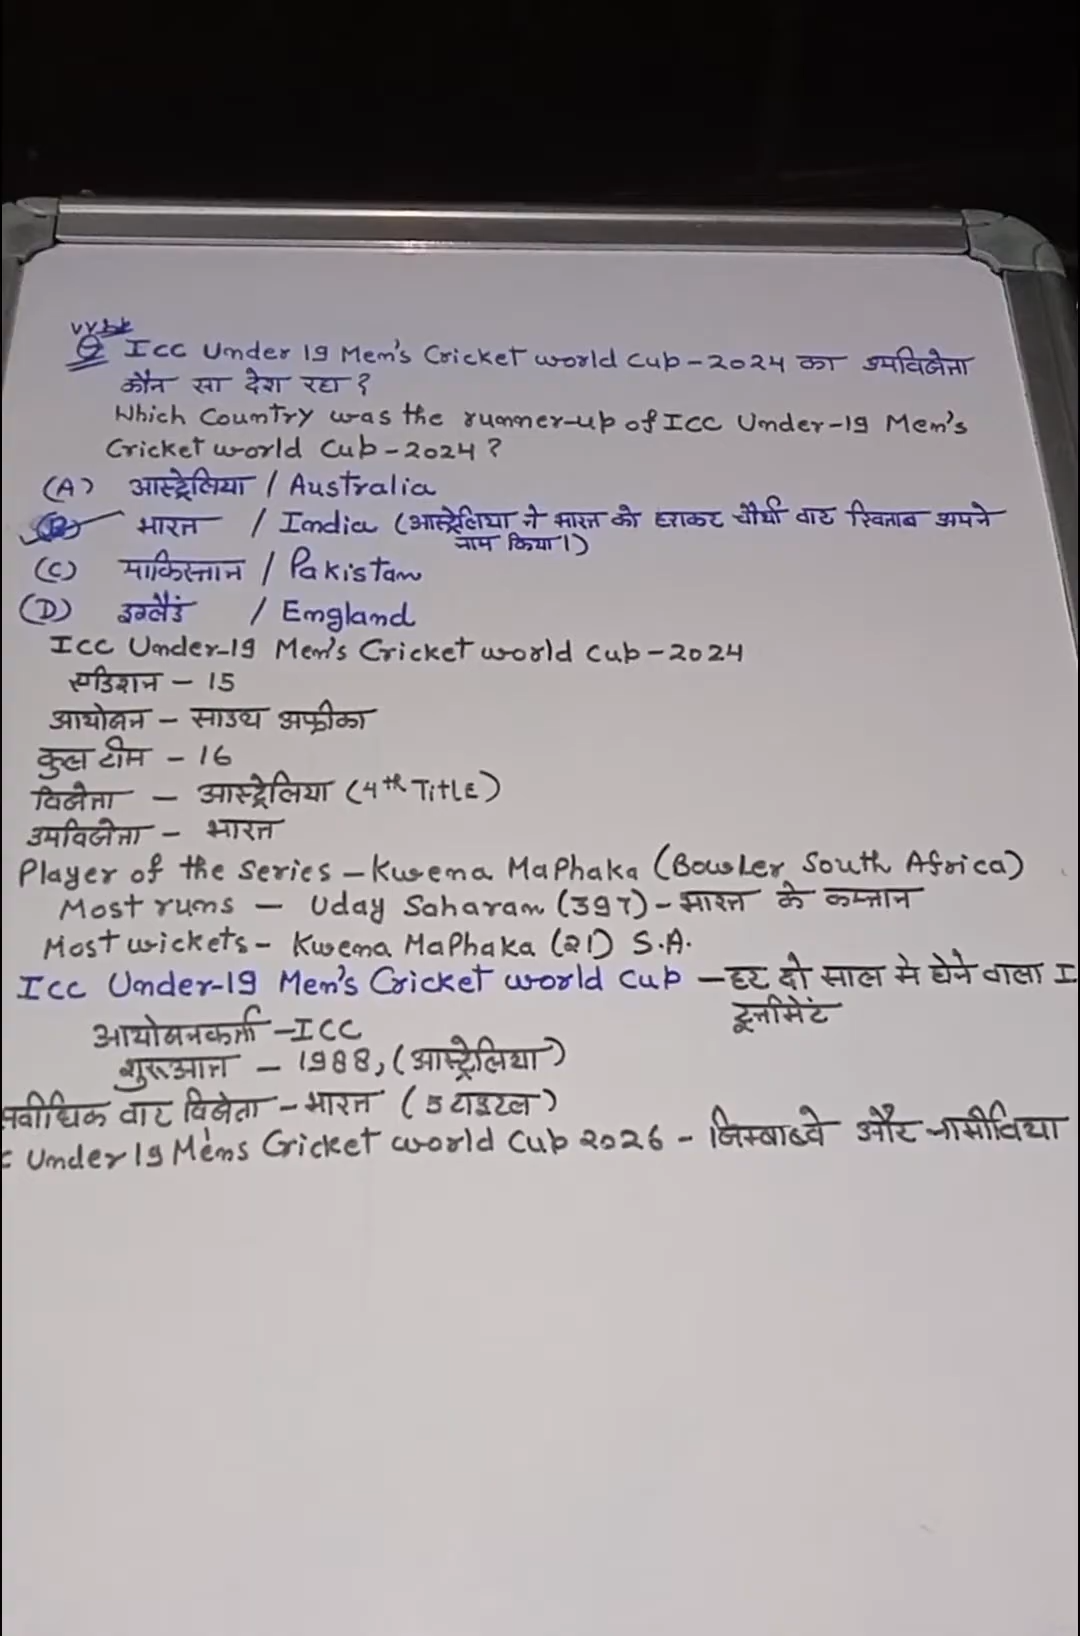 VVImp
Q ICC Under 19 Men's Cricket world Cup-2024 का उपविजेता
कौन सा देश रहा ?
Which Country was the runner-up of ICC Under-19 Men's
Cricket world Cup-2024?
(A) आस्ट्रेलिया / Australia
(B) भारत / India (आस्ट्रेलिया ने भारत को हराकर चौथी बार खिताब अपने
नाम किया।)
(C) पाकिस्तान / Pakistan
(D) इग्लैंड / England
ICC Under-19 Men's Cricket world Cup-2024
एडिशन - 15
आयोजन - साउथ अफ्रीका
कुल टीम - 16
विजेता - आस्ट्रेलिया (4th Title)
उपविजेता - भारत
Player of the Series - Kwena Maphaka (Bowler South Africa)
Most runs - Uday Saharan (397) - भारत के कप्तान
Most wickets - Kwena Maphaka (21) S.A.
ICC Under-19 Men's Cricket world Cup - हर दो साल मे होने वाला I
टूर्नामेंट
आयोजनकर्ता - ICC
शुरूआत - 1988, (आस्ट्रेलिया)
सर्वाधिक बार विजेता - भारत (5 टाइटल)
c Under 19 Men's Cricket world Cup 2026 - जिम्बाब्वे और नामीबिया